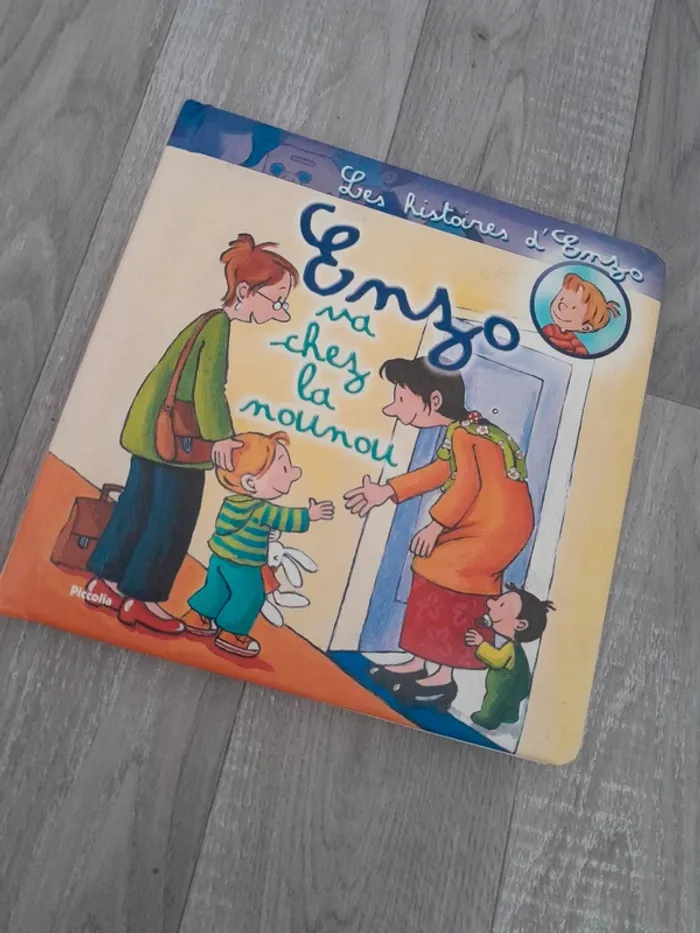 Les histoires d'Enzo
Enzo
va
chez
la
nounou
Piccolia